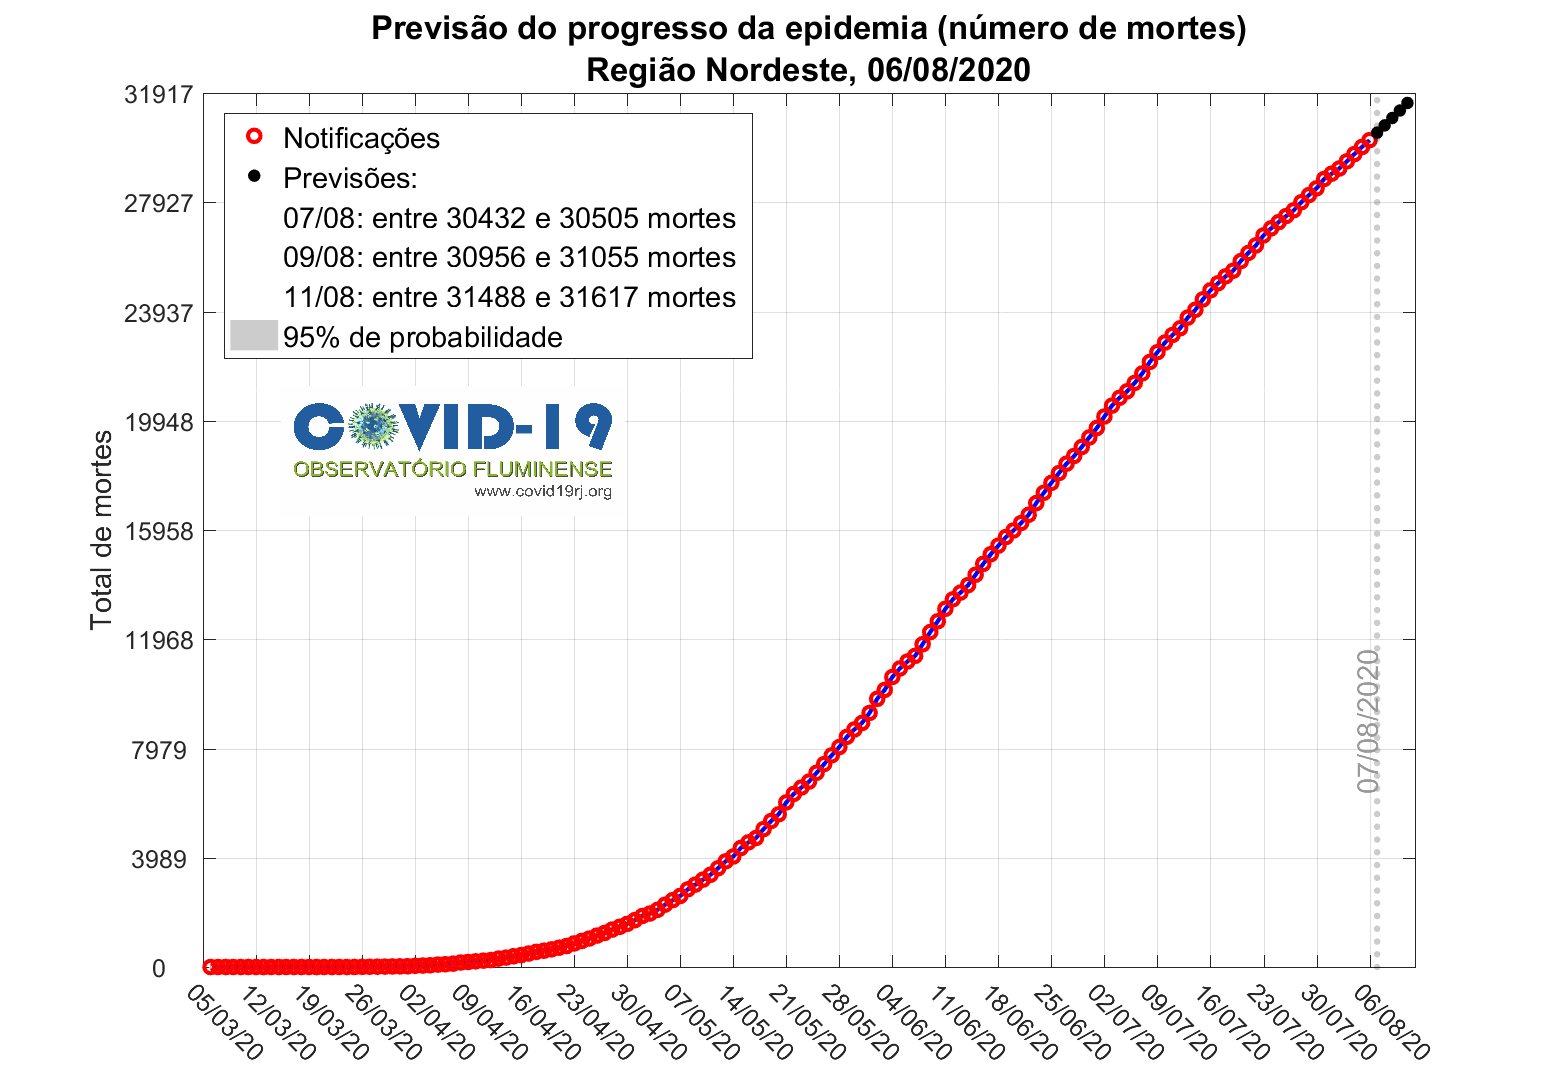 Previsão do progresso da epidemia (número de mortes)
Região Nordeste, 06/08/2020
31917
27927
23937
19948
15958
11968
7979
3989
0
Total de mortes
Notificações
Previsões:
07/08: entre 30432 e 30505 mortes
09/08: entre 30956 e 31055 mortes
11/08: entre 31488 e 31617 mortes
95% de probabilidade
COVID-19
OBSERVATÓRIO FLUMINENSE
www.covid19rj.org
07/08/2020
05/03/20
12/03/20
19/03/20
26/03/20
02/04/20
09/04/20
16/04/20
23/04/20
30/04/20
07/05/20
14/05/20
21/05/20
28/05/20
04/06/20
11/06/20
18/06/20
25/06/20
02/07/20
09/07/20
16/07/20
23/07/20
30/07/20
06/08/20